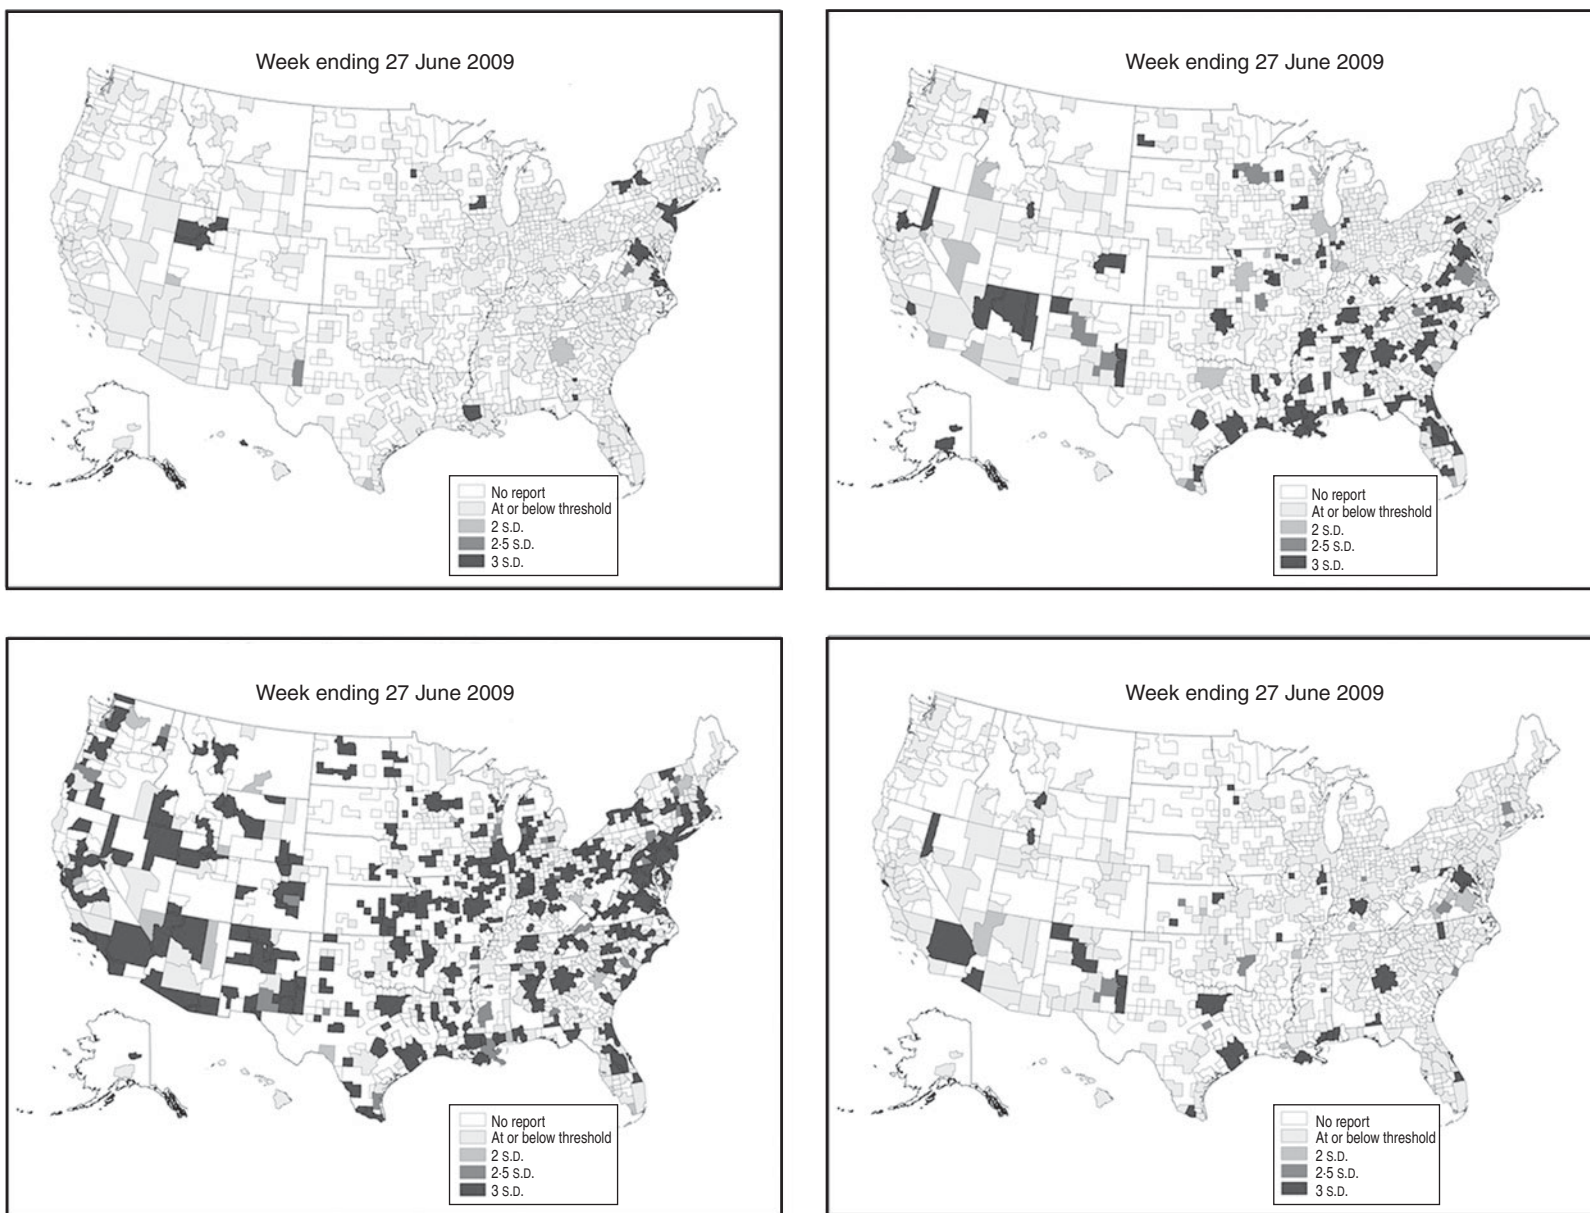 Week ending 27 June 2009
No report
At or below threshold
2 S.D.
2·5 S.D.
3 S.D.
Week ending 27 June 2009
No report
At or below threshold
2 S.D.
2·5 S.D.
3 S.D.
Week ending 27 June 2009
No report
At or below threshold
2 S.D.
2·5 S.D.
3 S.D.
Week ending 27 June 2009
No report
At or below threshold
2 S.D.
2·5 S.D.
3 S.D.